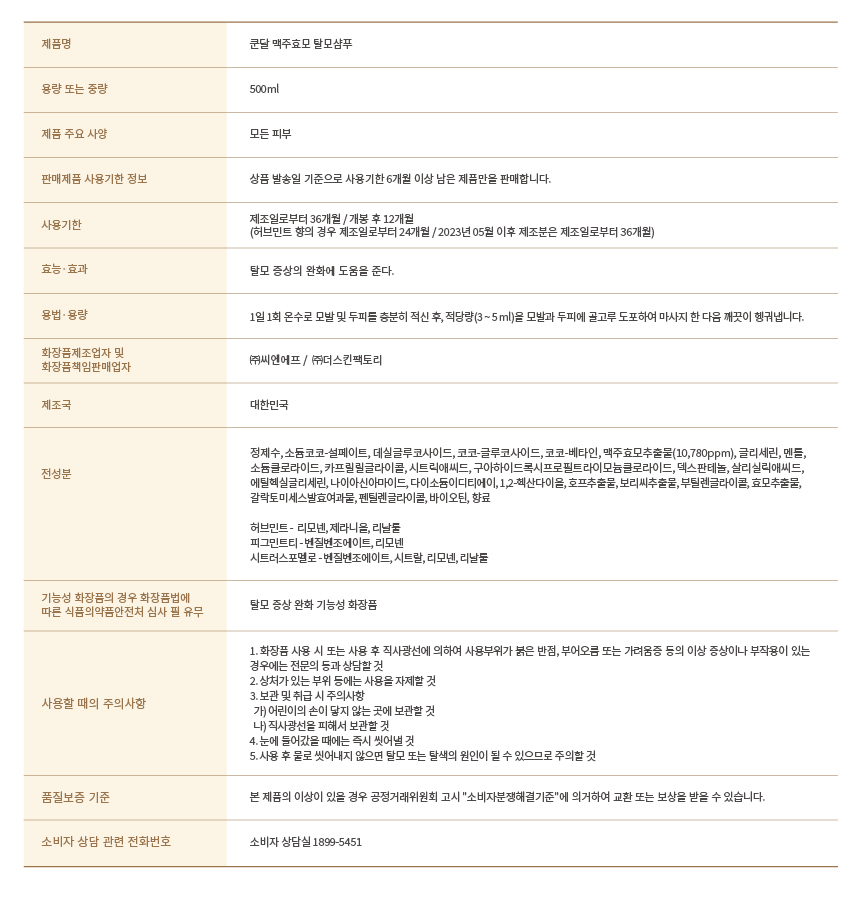 제품명
쿤달 맥주효모 탈모샴푸
용량 또는 중량
500ml
제품 주요 사양
모든 피부
판매제품 사용기한 정보
상품 발송일 기준으로 사용기한 6개월 이상 남은 제품만을 판매합니다.
사용기한
제조일로부터 36개월 / 개봉 후 12개월
(허브민트 향의 경우 제조일로부터 24개월 / 2023년 05월 이후 제조분은 제조일로부터 36개월)
효능·효과
탈모 증상의 완화에 도움을 준다.
용법·용량
1일 1회 온수로 모발 및 두피를 충분히 적신 후, 적당량(3 ~ 5 ml)을 모발과 두피에 골고루 도포하여 마사지 한 다음 깨끗이 헹궈냅니다.
화장품제조업자 및
화장품책임판매업자
㈜씨엔에프 / ㈜더스킨팩토리
제조국
대한민국
전성분
정제수, 소듐코코-설페이트, 데실글루코사이드, 코코-글루코사이드, 코코-베타인, 맥주효모추출물(10,780ppm), 글리세린, 멘톨,
소듐클로라이드, 카프릴릴글라이콜, 시트릭애씨드, 구아하이드록시프로필트라이모늄클로라이드, 덱스판테놀, 살리실릭애씨드,
에틸헥실글리세린, 나이아신아마이드, 다이소듐이디티에이, 1,2-헥산다이올, 호프추출물, 보리씨추출물, 부틸렌글라이콜, 효모추출물,
갈락토미세스발효여과물, 펜틸렌글라이콜, 바이오틴, 향료
허브민트 - 리모넨, 제라니올, 리날룰
피그민트티 - 벤질벤조에이트, 리모넨
시트러스포멜로 - 벤질벤조에이트, 시트랄, 리모넨, 리날룰
기능성 화장품의 경우 화장품법에
따른 식품의약품안전처 심사 필 유무
탈모 증상 완화 기능성 화장품
사용할 때의 주의사항
1. 화장품 사용 시 또는 사용 후 직사광선에 의하여 사용부위가 붉은 반점, 부어오름 또는 가려움증 등의 이상 증상이나 부작용이 있는
경우에는 전문의 등과 상담할 것
2. 상처가 있는 부위 등에는 사용을 자제할 것
3. 보관 및 취급 시 주의사항
가) 어린이의 손이 닿지 않는 곳에 보관할 것
나) 직사광선을 피해서 보관할 것
4. 눈에 들어갔을 때에는 즉시 씻어낼 것
5. 사용 후 물로 씻어내지 않으면 탈모 또는 탈색의 원인이 될 수 있으므로 주의할 것
품질보증 기준
본 제품의 이상이 있을 경우 공정거래위원회 고시 "소비자분쟁해결기준"에 의거하여 교환 또는 보상을 받을 수 있습니다.
소비자 상담 관련 전화번호
소비자 상담실 1899-5451